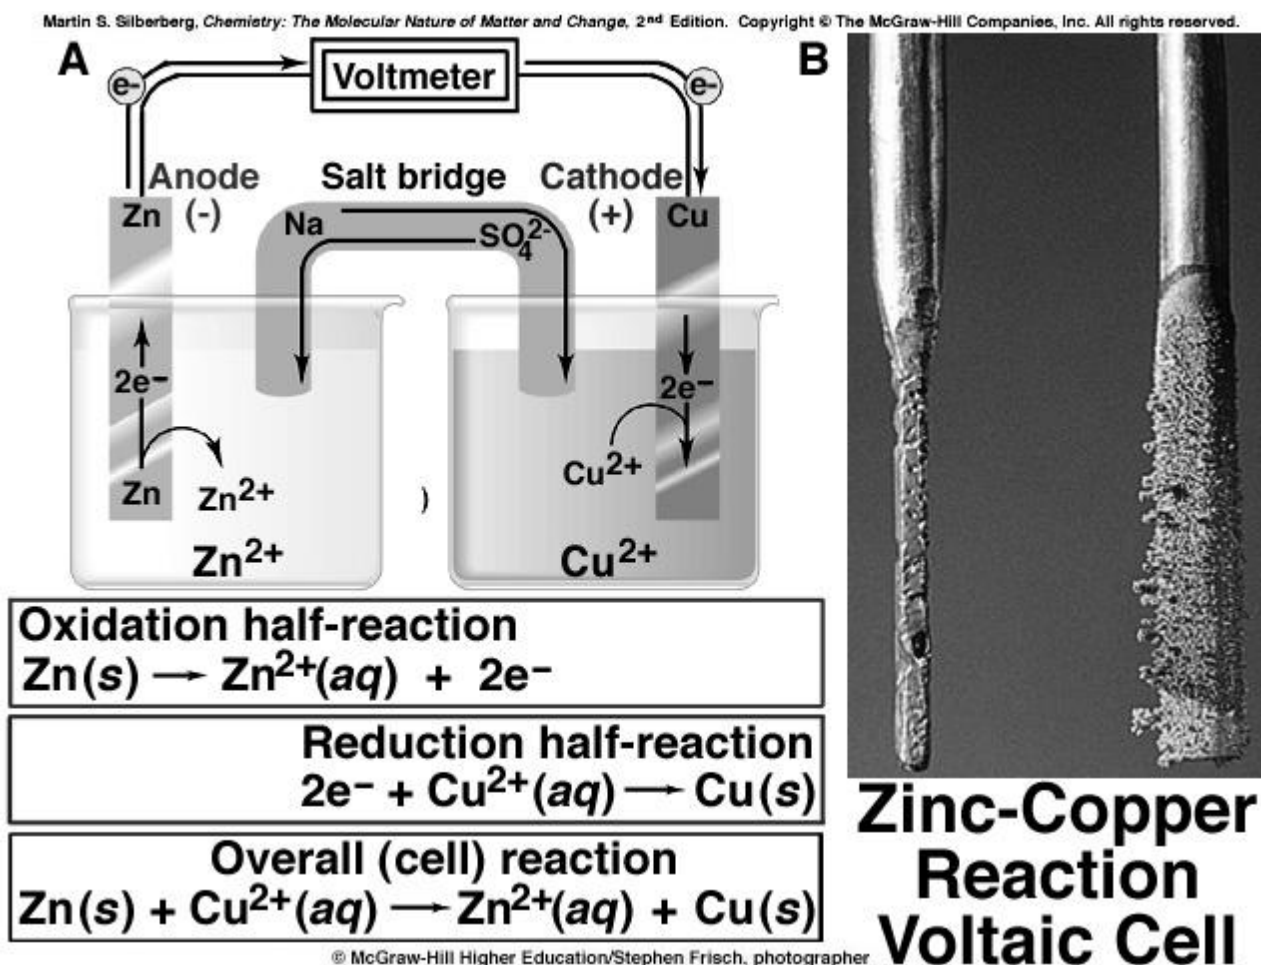 Martin S. Silberberg, Chemistry: The Molecular Nature of Matter and Change, 2nd Edition. Copyright © The McGraw-Hill Companies, Inc. All rights reserved.
A
B
Voltmeter
e-
e-
Anode
(-)
Salt bridge
Cathode
(+)
Zn
Na
SO₄²⁻
Cu
2e⁻
2e⁻
Zn
Zn²⁺
Cu²⁺
)
Zn²⁺
Cu²⁺
Oxidation half-reaction
Zn(s) → Zn²⁺(aq) + 2e⁻
Reduction half-reaction
2e⁻ + Cu²⁺(aq) → Cu(s)
Overall (cell) reaction
Zn(s) + Cu²⁺(aq) → Zn²⁺(aq) + Cu(s)
Zinc-Copper
Reaction
Voltaic Cell
© McGraw-Hill Higher Education/Stephen Frisch, photographer